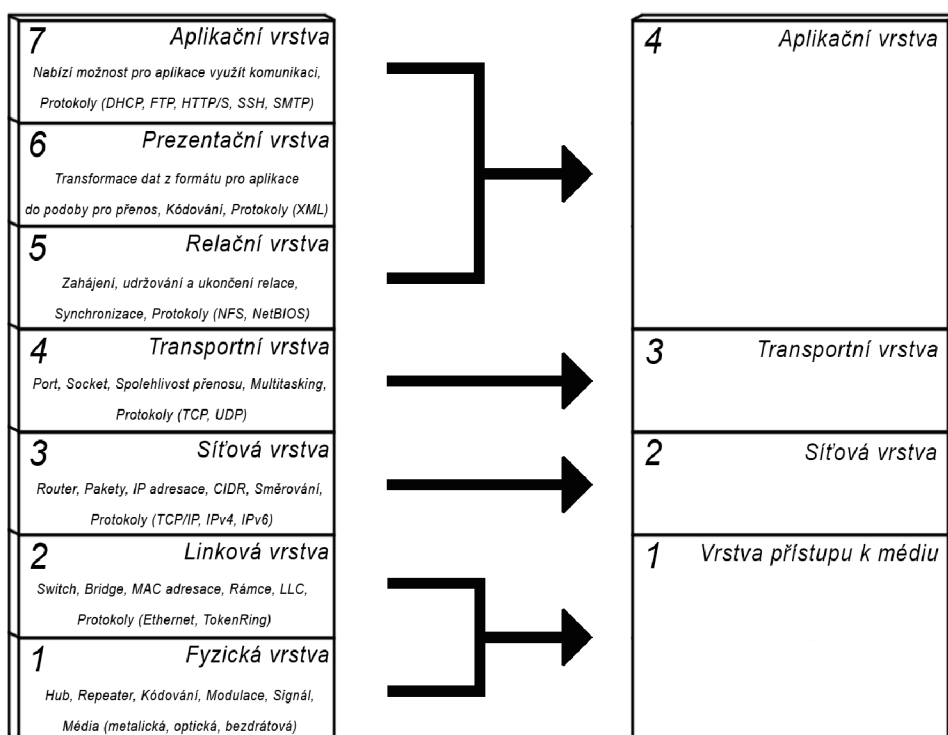 7 Aplikační vrstva
Nabízí možnost pro aplikace využít komunikaci,
Protokoly (DHCP, FTP, HTTP/S, SSH, SMTP)
6 Prezentační vrstva
Transformace dat z formátu pro aplikace
do podoby pro přenos, Kódování, Protokoly (XML)
5 Relační vrstva
Zahájení, udržování a ukončení relace,
Synchronizace, Protokoly (NFS, NetBIOS)
4 Transportní vrstva
Port, Socket, Spolehlivost přenosu, Multitasking,
Protokoly (TCP, UDP)
3 Síťová vrstva
Router, Pakety, IP adresace, CIDR, Směrování,
Protokoly (TCP/IP, IPv4, IPv6)
2 Linková vrstva
Switch, Bridge, MAC adresace, Rámce, LLC,
Protokoly (Ethernet, TokenRing)
1 Fyzická vrstva
Hub, Repeater, Kódování, Modulace, Signál,
Média (metalická, optická, bezdrátová)
4 Aplikační vrstva
3 Transportní vrstva
2 Síťová vrstva
1 Vrstva přístupu k médiu